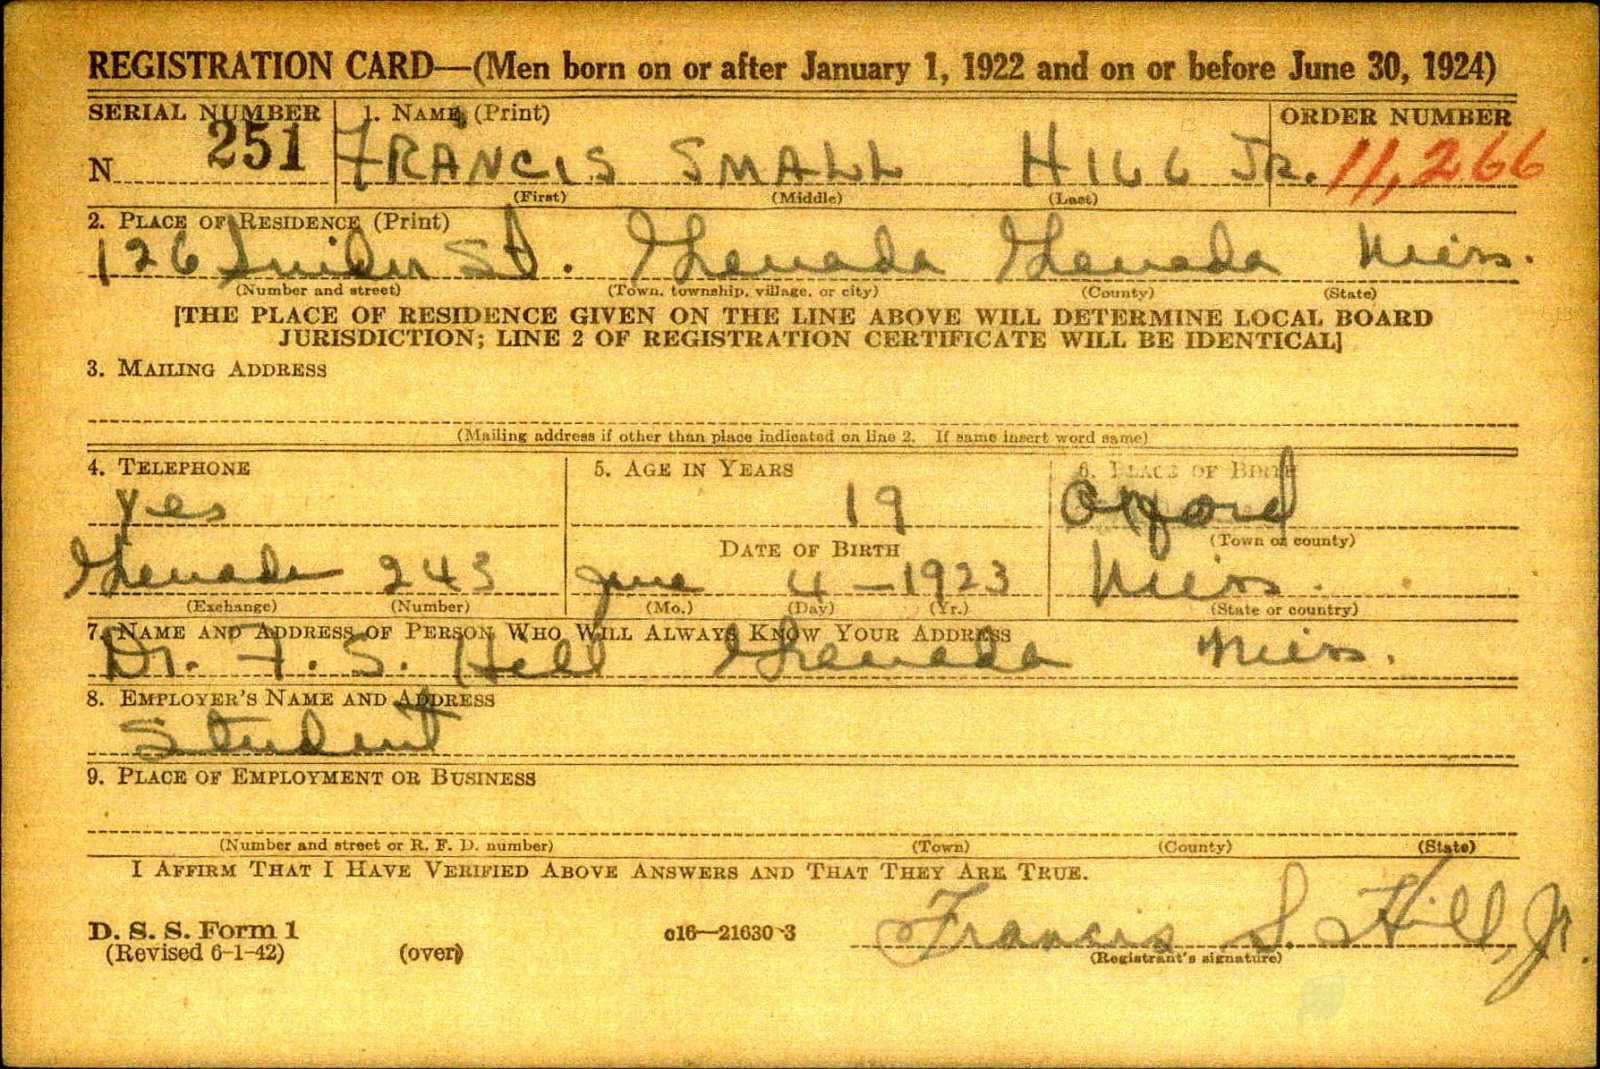 REGISTRATION CARD—(Men born on or after January 1, 1922 and on or before June 30, 1924)
SERIAL NUMBER 1. NAME (Print) ORDER NUMBER
N 251 FRANCIS SMALL HILL JR. 11,266
(First) (Middle) (Last)
2. PLACE OF RESIDENCE (Print)
126 St. Grenada Grenada Miss.
(Number and street) (Town, township, village, or city) (County) (State)
[THE PLACE OF RESIDENCE GIVEN ON THE LINE ABOVE WILL DETERMINE LOCAL BOARD
JURISDICTION; LINE 2 OF REGISTRATION CERTIFICATE WILL BE IDENTICAL]
3. MAILING ADDRESS
(Mailing address if other than place indicated on line 2. If same insert word same)
4. TELEPHONE 5. AGE IN YEARS 6. PLACE OF BIRTH
Yes 19 Oxford
(Town or county)
DATE OF BIRTH
Grenada 243 June 4—1923 Miss.
(Exchange) (Number) (Mo.) (Day) (Yr.) (State or country)
7. NAME AND ADDRESS OF PERSON WHO WILL ALWAYS KNOW YOUR ADDRESS
Dr. F. S. Hill Grenada Miss.
8. EMPLOYER'S NAME AND ADDRESS
Student
9. PLACE OF EMPLOYMENT OR BUSINESS
(Number and street or R. F. D. number) (Town) (County) (State)
I AFFIRM THAT I HAVE VERIFIED ABOVE ANSWERS AND THAT THEY ARE TRUE.
D. S. S. Form 1
(Revised 6-1-42) (over) o16—21630-3 Francis S. Hill, Jr.
(Registrant's signature)